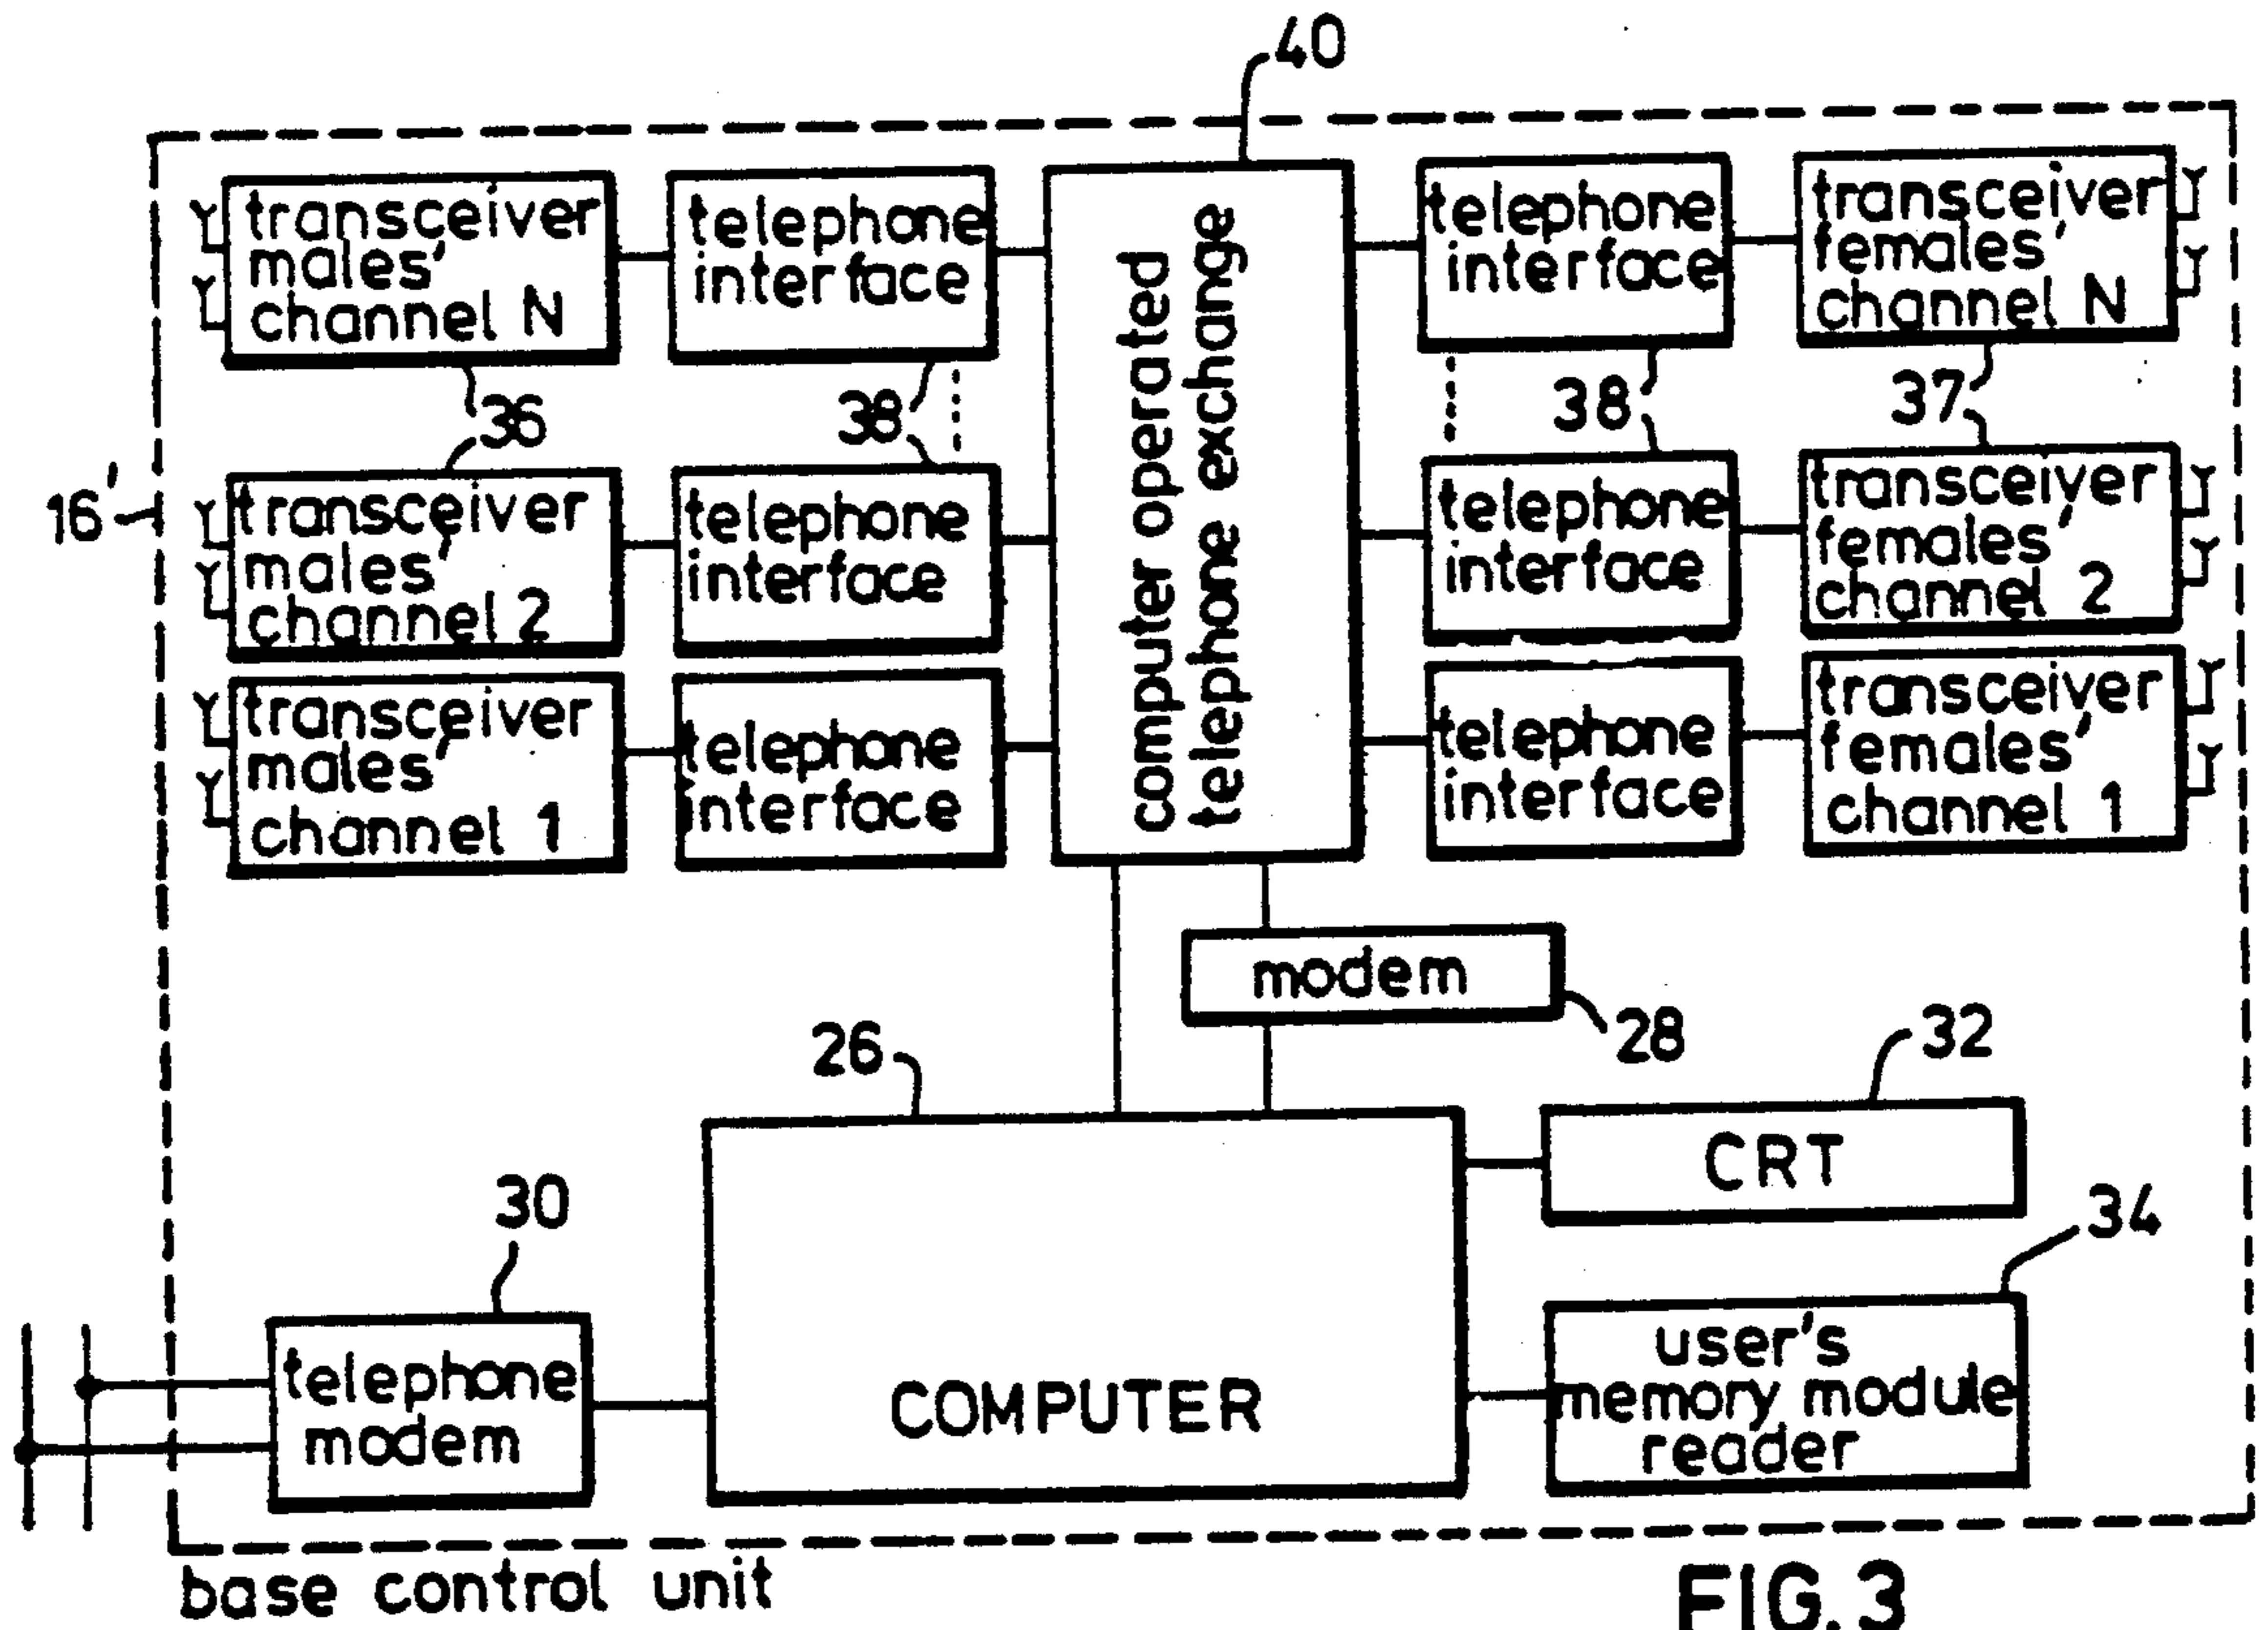 40
transceiver
males'
channel N
telephone
interface
computer operated
telephone exchange
telephone
interface
transceiver
females'
channel N
36
38
38
37
16'
transceiver
males'
channel 2
telephone
interface
telephone
interface
transceiver
females'
channel 2
transceiver
males'
channel 1
telephone
interface
telephone
interface
transceiver
females'
channel 1
modem
28
26
32
CRT
30
34
telephone
modem
COMPUTER
user's
memory module
reader
base control unit
FIG.3